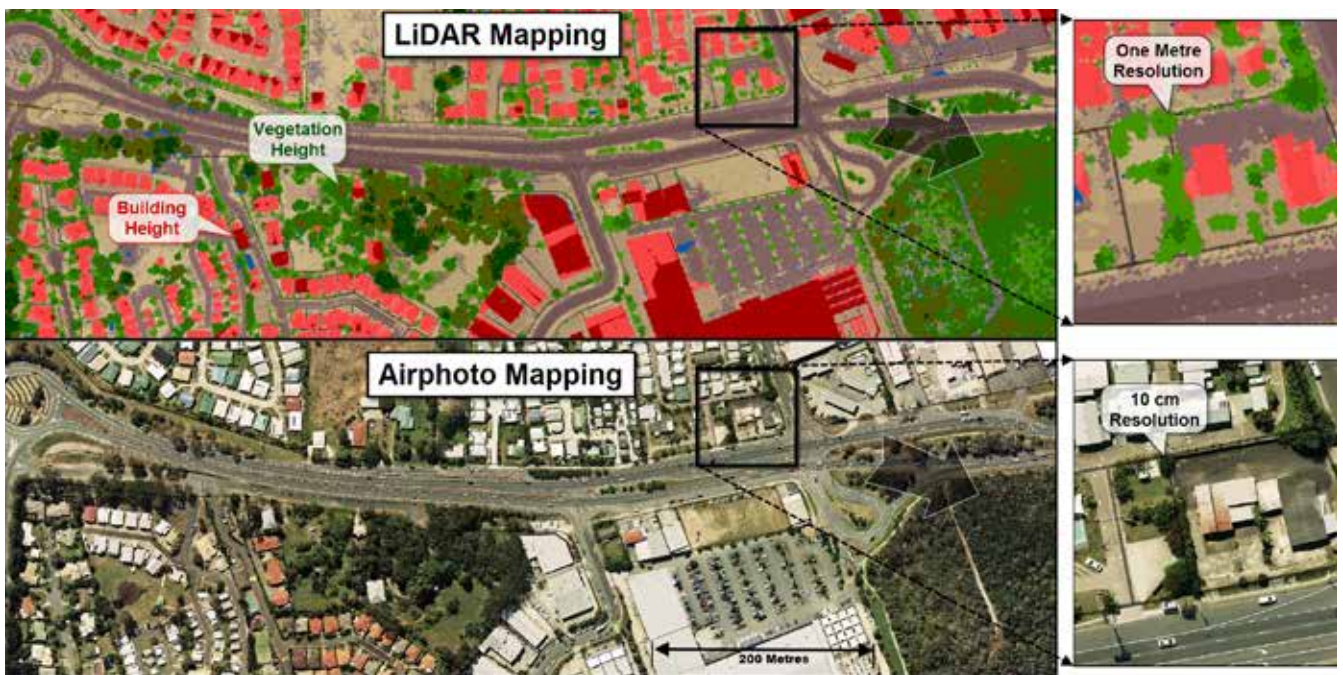 LiDAR Mapping
One Metre
Resolution
Vegetation
Height
Building
Height
Airphoto Mapping
10 cm
Resolution
200 Metres